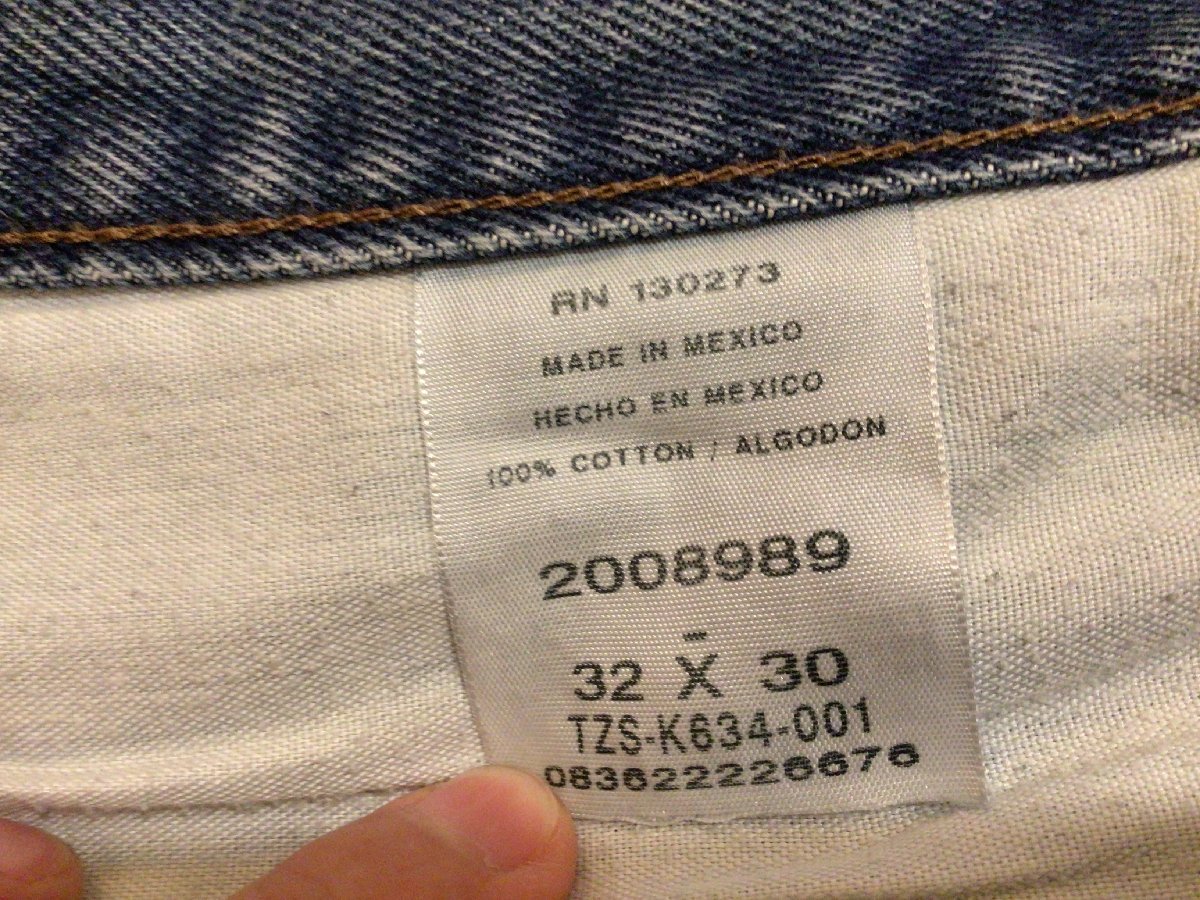 RN 130273
MADE IN MEXICO
HECHO EN MEXICO
100% COTTON / ALGODON
2008989
-
32 X 30
TZS-K634-001
083622226676